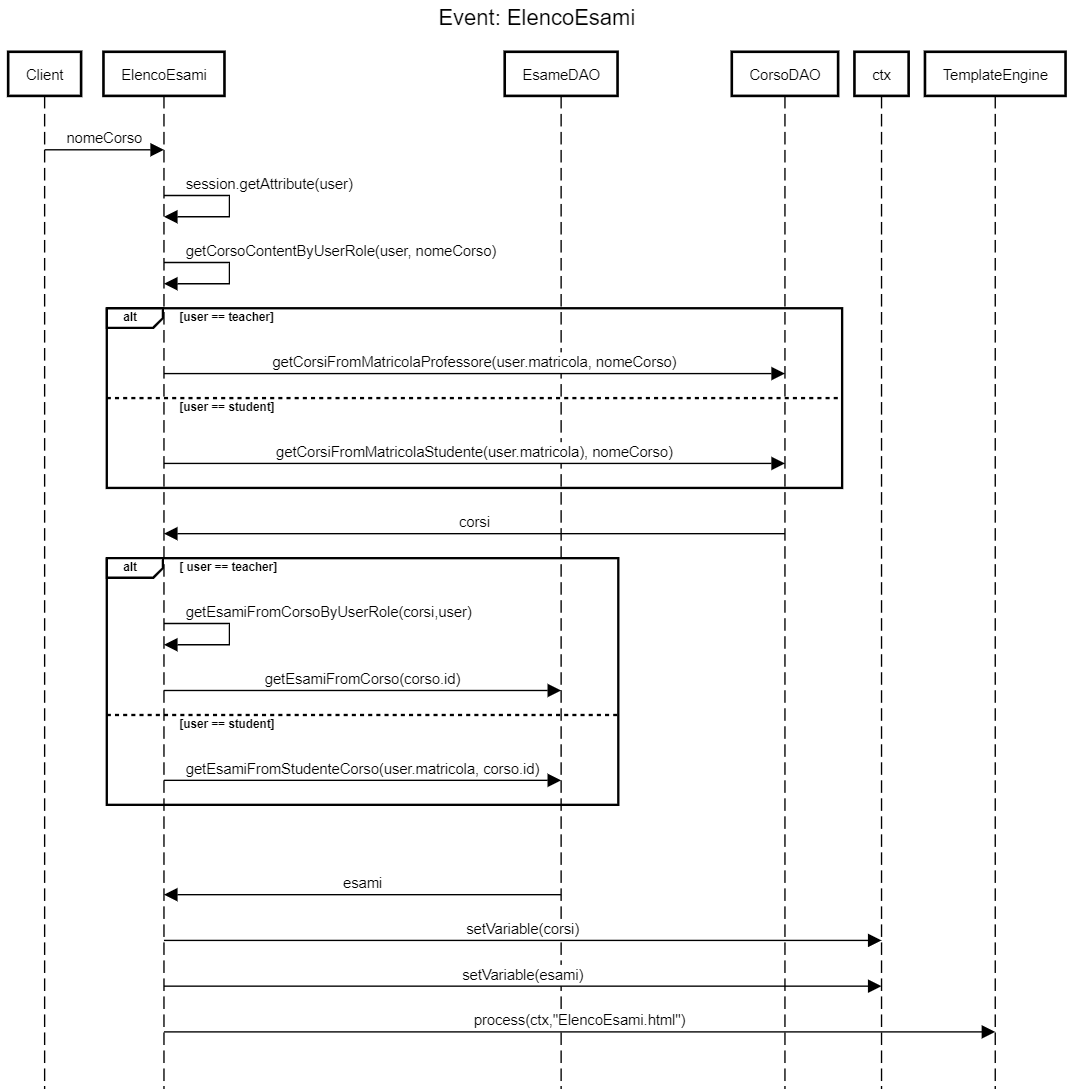 Event: ElencoEsami
Client
ElencoEsami
EsameDAO
CorsoDAO
ctx
TemplateEngine
nomeCorso
session.getAttribute(user)
getCorsoContentByUserRole(user, nomeCorso)
alt
[user == teacher]
getCorsiFromMatricolaProfessore(user.matricola, nomeCorso)
[user == student]
getCorsiFromMatricolaStudente(user.matricola), nomeCorso)
corsi
alt
[ user == teacher]
getEsamiFromCorsoByUserRole(corsi,user)
getEsamiFromCorso(corso.id)
[user == student]
getEsamiFromStudenteCorso(user.matricola, corso.id)
esami
setVariable(corsi)
setVariable(esami)
process(ctx,"ElencoEsami.html")